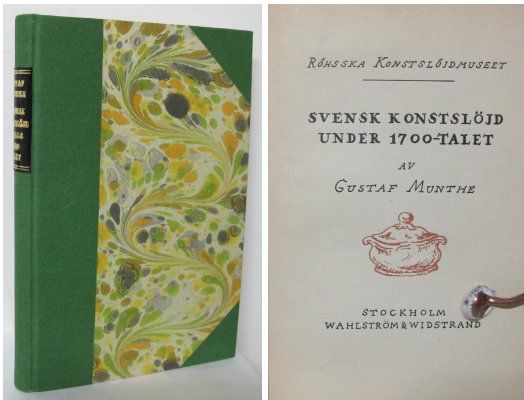 RÖHSSKA KONSTSLÖJDMUSEET
SVENSK KONSTSLÖJD
UNDER 1700-TALET
AV
GUSTAF MUNTHE
STOCKHOLM
WAHLSTRÖM & WIDSTRAND